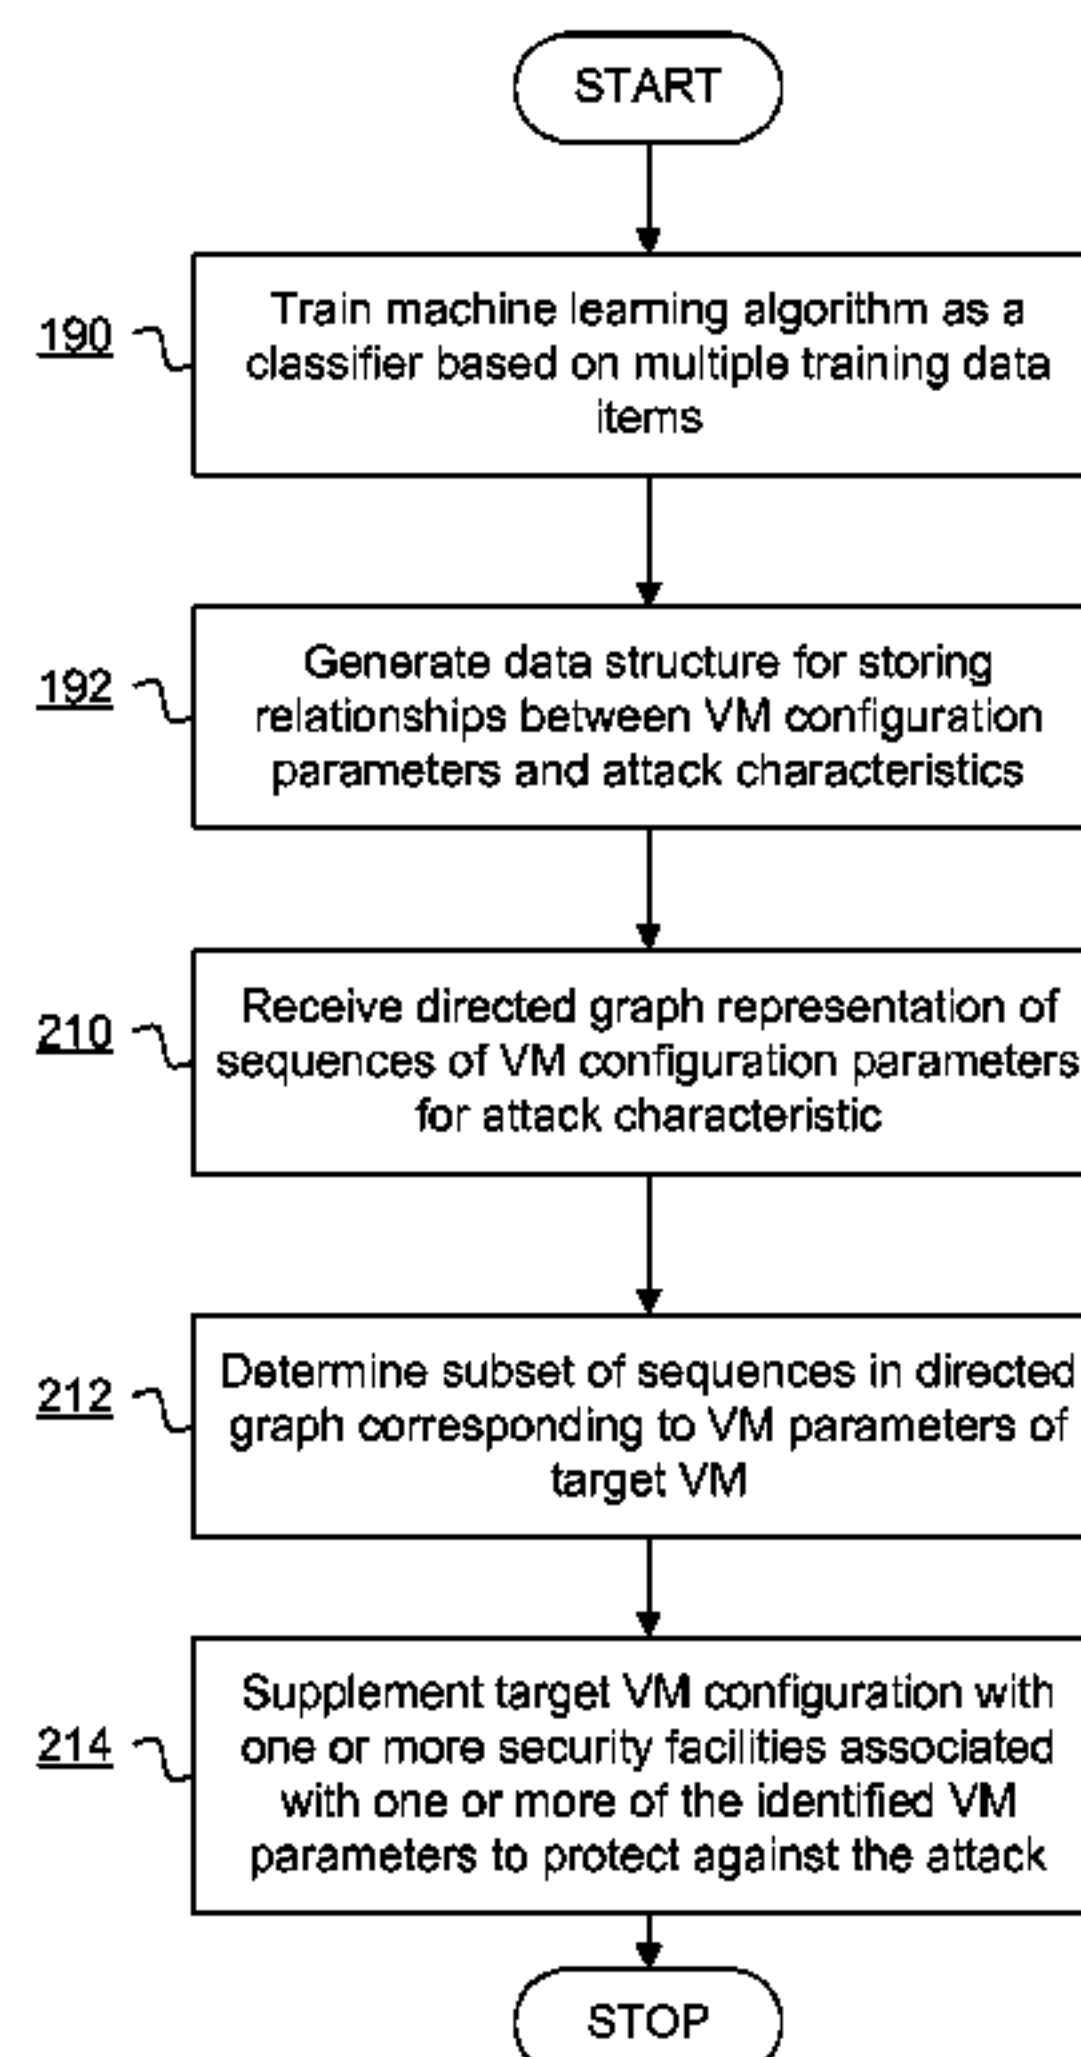 START
190
Train machine learning algorithm as a
classifier based on multiple training data
items
192
Generate data structure for storing
relationships between VM configuration
parameters and attack characteristics
210
Receive directed graph representation of
sequences of VM configuration parameters
for attack characteristic
212
Determine subset of sequences in directed
graph corresponding to VM parameters of
target VM
214
Supplement target VM configuration with
one or more security facilities associated
with one or more of the identified VM
parameters to protect against the attack
STOP